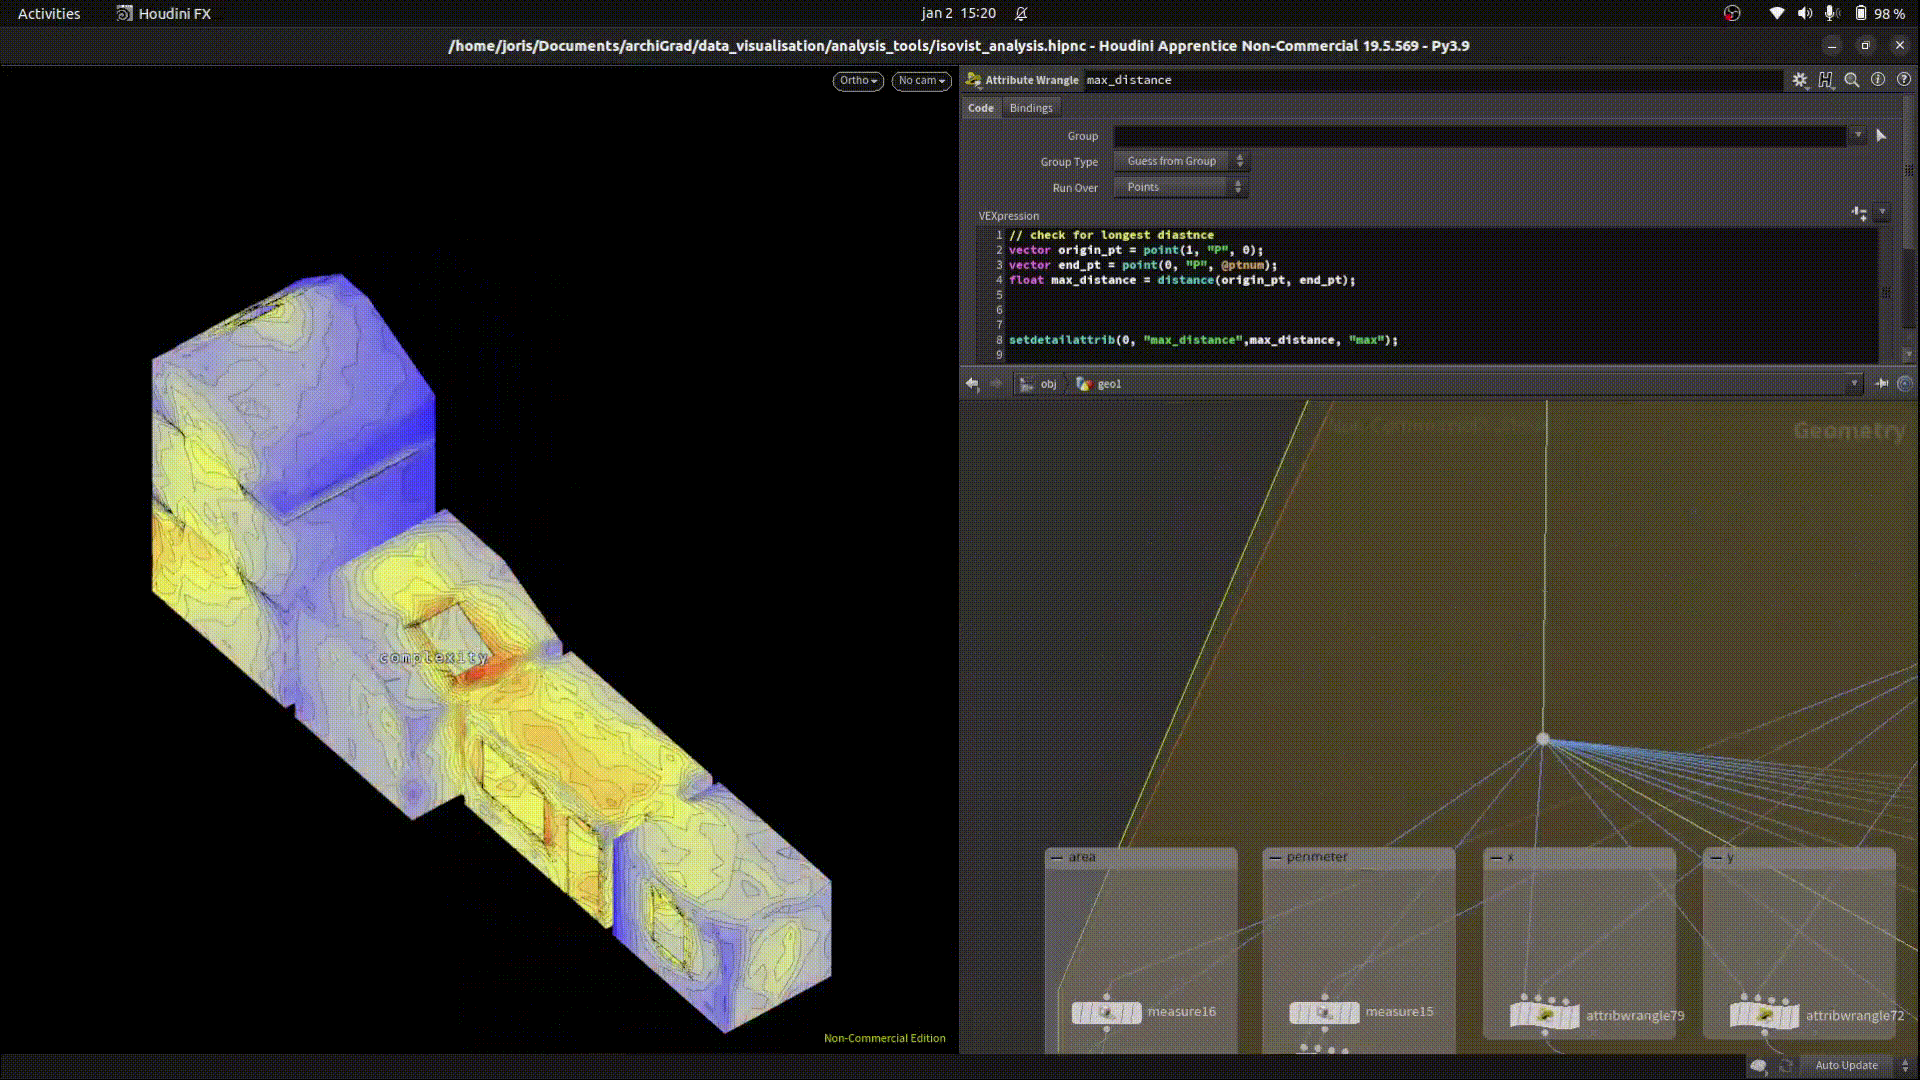 Activities
Houdini FX
jan 2 15:20
98 %
/home/joris/Documents/archiGrad/data_visualisation/analysis_tools/isovist_analysis.hipnc - Houdini Apprentice Non-Commercial 19.5.569 - Py3.9
Ortho
No cam
Attribute Wrangle max_distance
Code
Bindings
Group
Group Type
Guess from Group
Run Over
Points
VEXpression
1 // check for longest diastnce
2 vector origin_pt = point(1, "P", 0);
3 vector end_pt = point(0, "P", @ptnum);
4 float max_distance = distance(origin_pt, end_pt);
5
6
7
8 setdetailattrib(0, "max_distance",max_distance, "max");
9
obj
geo1
Geometry
complexity
area
perimeter
x
y
measure16
measure15
attribwrangle79
attribwrangle72
Non-Commercial Edition
Auto Update